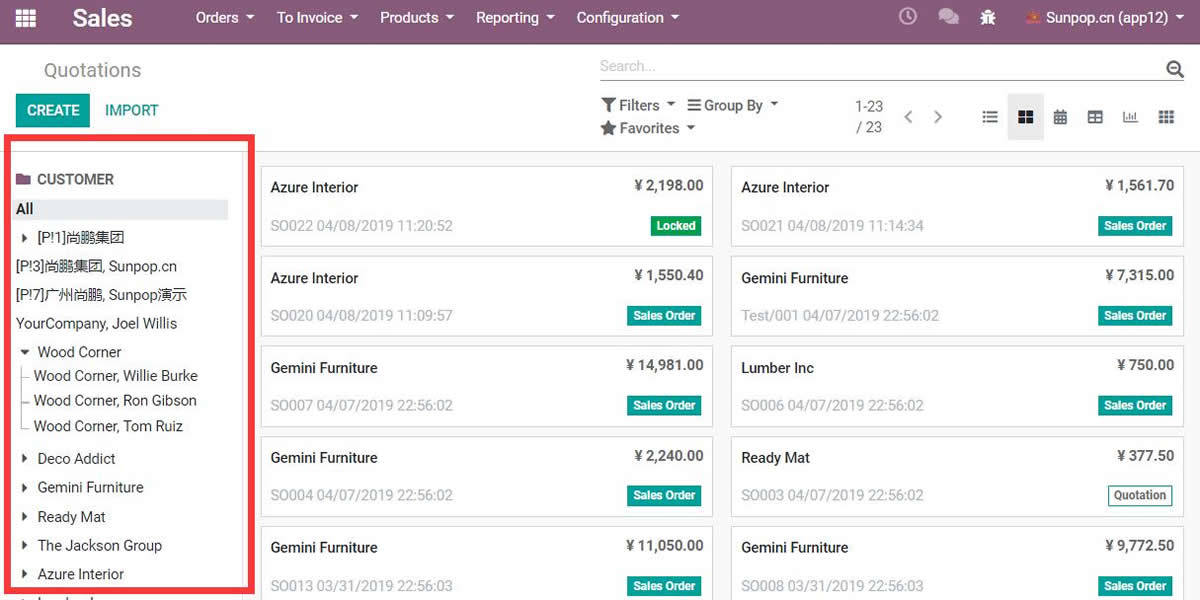 Sales Orders To Invoice Products Reporting Configuration Sunpop.cn (app12)
Quotations
Search...
CREATE IMPORT
Filters Group By
Favorites
1-23
/ 23
CUSTOMER
All
[P!1]尚鹏集团
[P!3]尚鹏集团, Sunpop.cn
[P!7]广州尚鹏, Sunpop演示
YourCompany, Joel Willis
Wood Corner
Wood Corner, Willie Burke
Wood Corner, Ron Gibson
Wood Corner, Tom Ruiz
Deco Addict
Gemini Furniture
Ready Mat
The Jackson Group
Azure Interior
Azure Interior ¥ 2,198.00
SO022 04/08/2019 11:20:52 Locked
Azure Interior ¥ 1,561.70
SO021 04/08/2019 11:14:34 Sales Order
Azure Interior ¥ 1,550.40
SO020 04/08/2019 11:09:57 Sales Order
Gemini Furniture ¥ 7,315.00
Test/001 04/07/2019 22:56:02 Sales Order
Gemini Furniture ¥ 14,981.00
SO007 04/07/2019 22:56:02 Sales Order
Lumber Inc ¥ 750.00
SO006 04/07/2019 22:56:02 Sales Order
Gemini Furniture ¥ 2,240.00
SO004 04/07/2019 22:56:02 Sales Order
Ready Mat ¥ 377.50
SO003 04/07/2019 22:56:02 Quotation
Gemini Furniture ¥ 11,050.00
SO013 03/31/2019 22:56:03 Sales Order
Gemini Furniture ¥ 9,772.50
SO008 03/31/2019 22:56:03 Sales Order